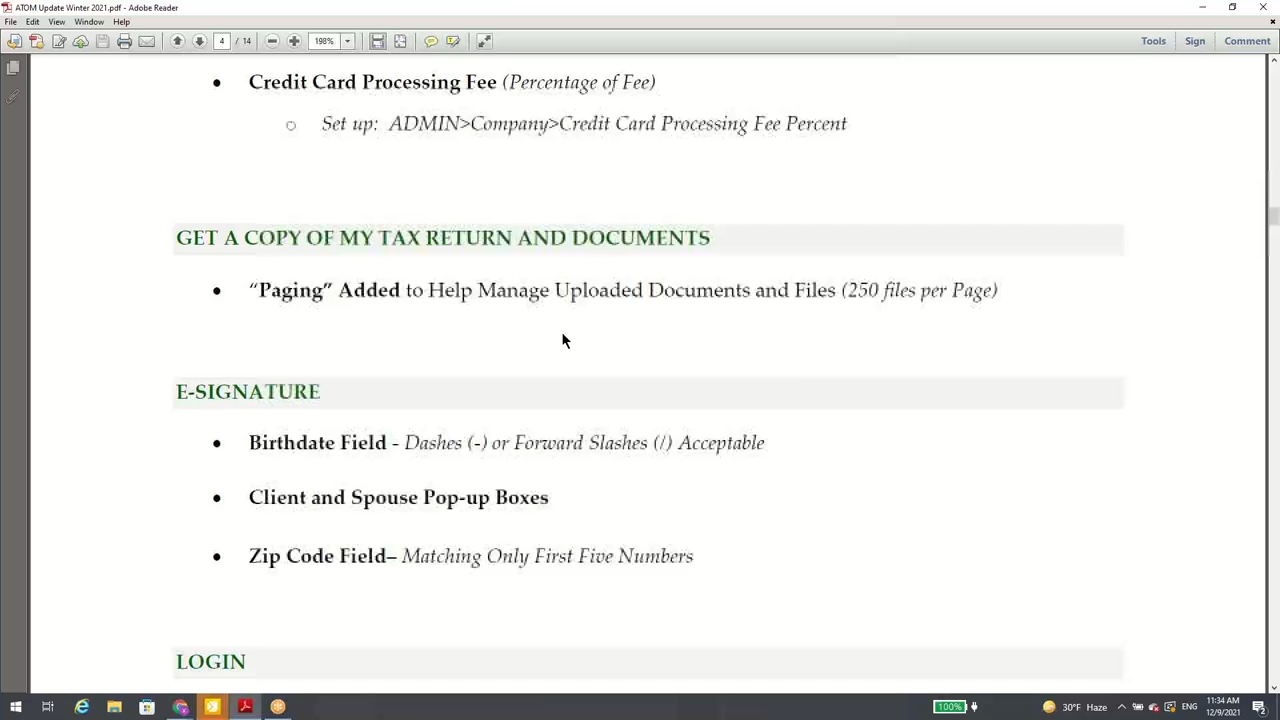 ATOM Update Winter 2021.pdf - Adobe Reader
File Edit View Window Help
4 / 14 198% Tools Sign Comment
• Credit Card Processing Fee (Percentage of Fee)
○ Set up: ADMIN>Company>Credit Card Processing Fee Percent
GET A COPY OF MY TAX RETURN AND DOCUMENTS
• “Paging” Added to Help Manage Uploaded Documents and Files (250 files per Page)
E-SIGNATURE
• Birthdate Field - Dashes (-) or Forward Slashes (/) Acceptable
• Client and Spouse Pop-up Boxes
• Zip Code Field– Matching Only First Five Numbers
LOGIN
100% 30°F Haze ENG 11:34 AM
12/9/2021 2